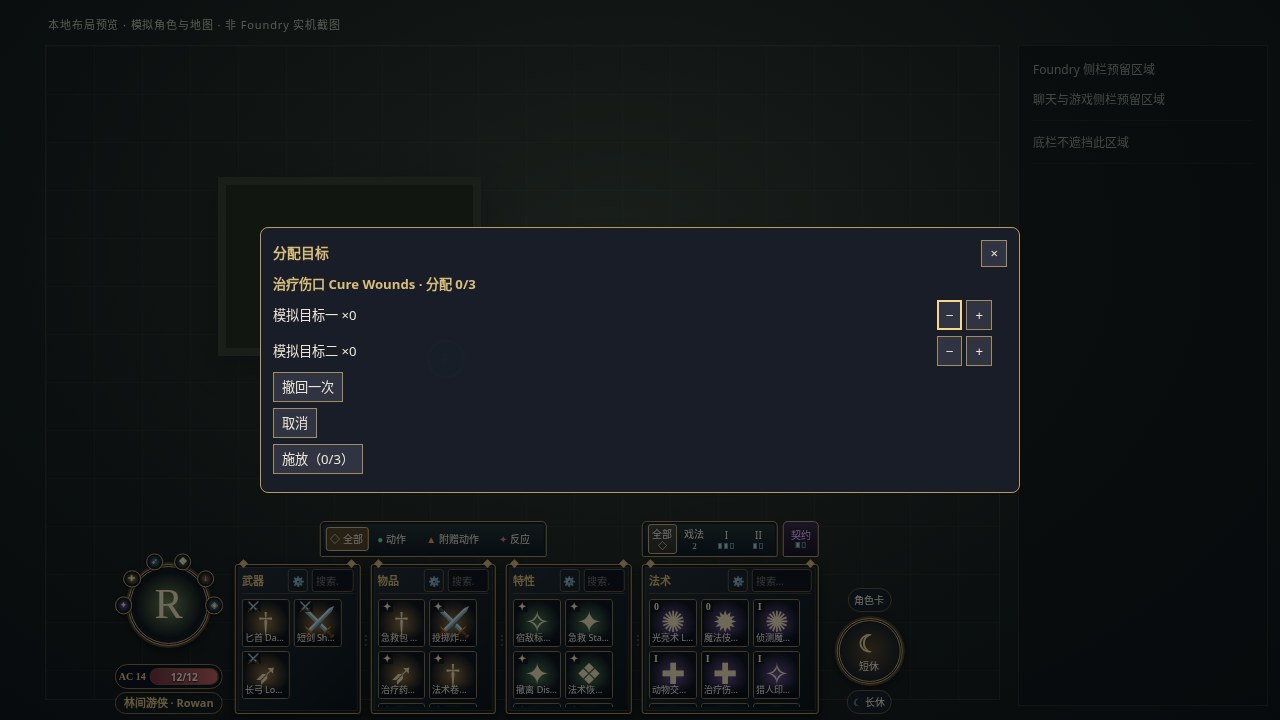 本地布局预览 · 模拟角色与地图 · 非 Foundry 实机截图
Foundry 侧栏预留区域
聊天与游戏侧栏预留区域
底栏不遮挡此区域
分配目标
×
治疗伤口 Cure Wounds · 分配 0/3
模拟目标一 ×0
− +
模拟目标二 ×0
− +
撤回一次
取消
施放（0/3）
全部 动作 附赠动作 反应
全部 戏法 I II 契约
2
武器 搜索.
物品 搜索.
特性 搜索.
法术 搜索...
匕首 Da... 短剑 Sh...
长弓 Lo...
急救包 ... 投掷炸...
治疗药... 法术卷...
宿敌标... 急救 Sta...
撤离 Dis... 法术恢...
0 0 I
光亮术 L... 魔法伎... 侦测魔...
I I I
动物交... 治疗伤... 猎人印...
R
AC 14 12/12
林间游侠 · Rowan
角色卡
短休
长休